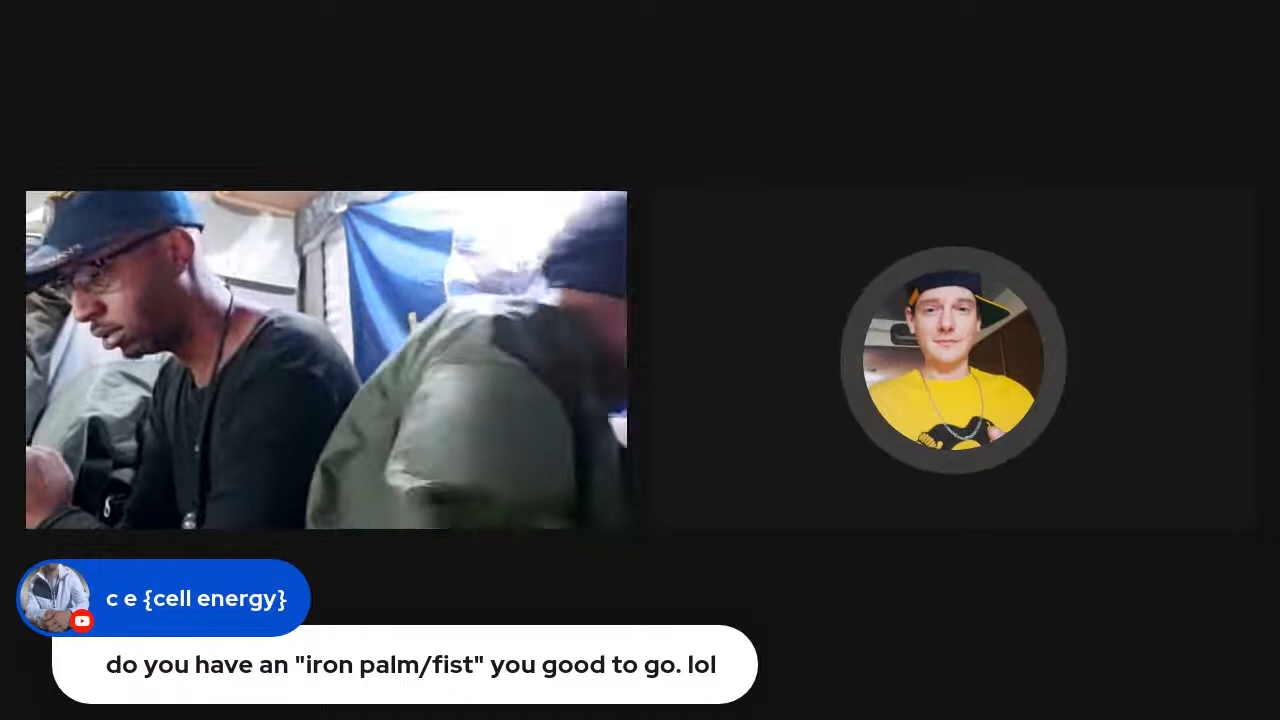 c e {cell energy}
do you have an "iron palm/fist" you good to go. lol